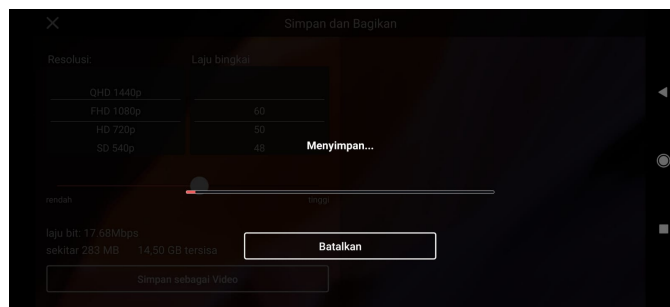 Simpan dan Bagikan
Resolusi: Laju bingkai
QHD 1440p
FHD 1080p 60
HD 720p 50
SD 540p 48
Menyimpan...
rendah tinggi
laju bit: 17,68Mbps
sekitar 283 MB 14,50 GB tersisa
Batalkan
Simpan sebagai Video